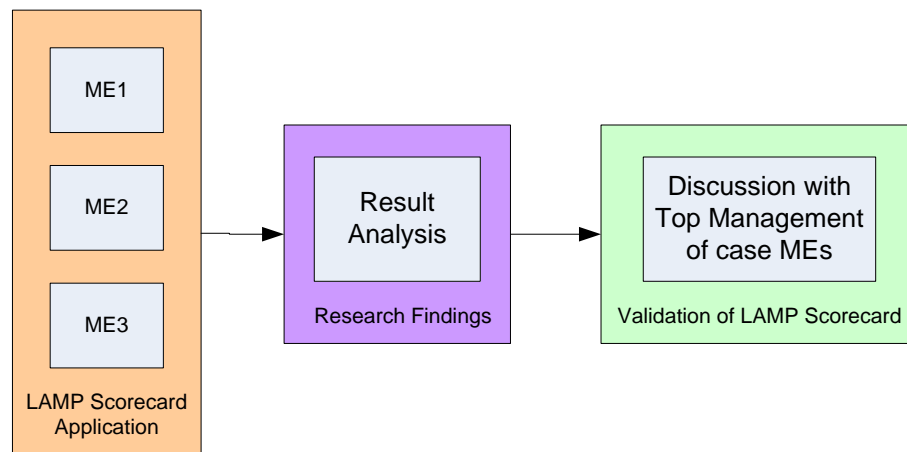 ME1
ME2
ME3
LAMP Scorecard
Application
Result
Analysis
Research Findings
Discussion with
Top Management
of case MEs
Validation of LAMP Scorecard